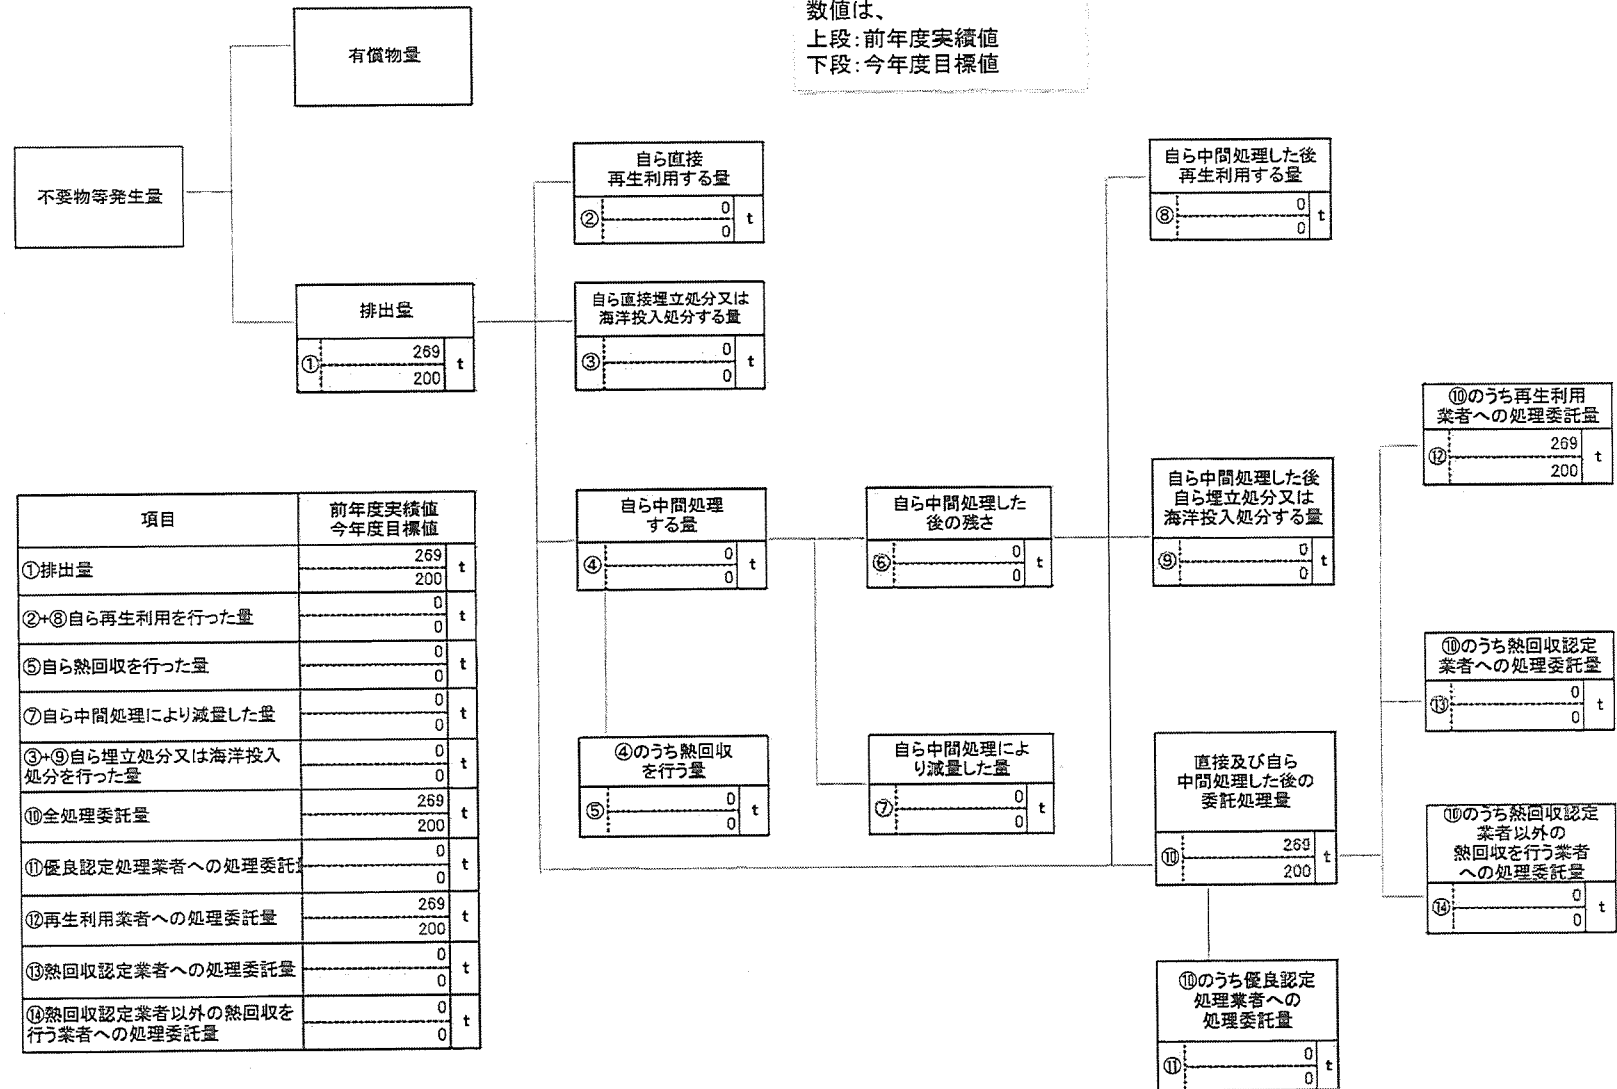 数値は、
上段:前年度実績値
下段:今年度目標値
有償物量
不要物等発生量
排出量
①
269
200
t
自ら直接
再生利用する量
②
0
0
t
自ら直接埋立処分又は
海洋投入処分する量
③
0
0
t
自ら中間処理
する量
④
0
0
t
④のうち熱回収
を行う量
⑤
0
0
t
自ら中間処理した
後の残さ
⑥
0
0
t
自ら中間処理によ
り減量した量
⑦
0
0
t
自ら中間処理した後
再生利用する量
⑧
0
0
t
自ら中間処理した後
自ら埋立処分又は
海洋投入処分する量
⑨
0
0
t
直接及び自ら
中間処理した後の
委託処理量
⑩
269
200
t
⑩のうち優良認定
処理業者への
処理委託量
⑪
0
0
t
⑩のうち再生利用
業者への処理委託量
⑫
269
200
t
⑩のうち熱回収認定
業者への処理委託量
⑬
0
0
t
⑩のうち熱回収認定
業者以外の
熱回収を行う業者
への処理委託量
⑭
0
0
t
項目
前年度実績値
今年度目標値
①排出量
269
200
t
②+⑧自ら再生利用を行った量
0
0
t
⑤自ら熱回収を行った量
0
0
t
⑦自ら中間処理により減量した量
0
0
t
③+⑨自ら埋立処分又は海洋投入
処分を行った量
0
0
t
⑩全処理委託量
269
200
t
⑪優良認定処理業者への処理委託
0
0
t
⑫再生利用業者への処理委託量
269
200
t
⑬熱回収認定業者への処理委託量
0
0
t
⑭熱回収認定業者以外の熱回収を
行う業者への処理委託量
0
0
t